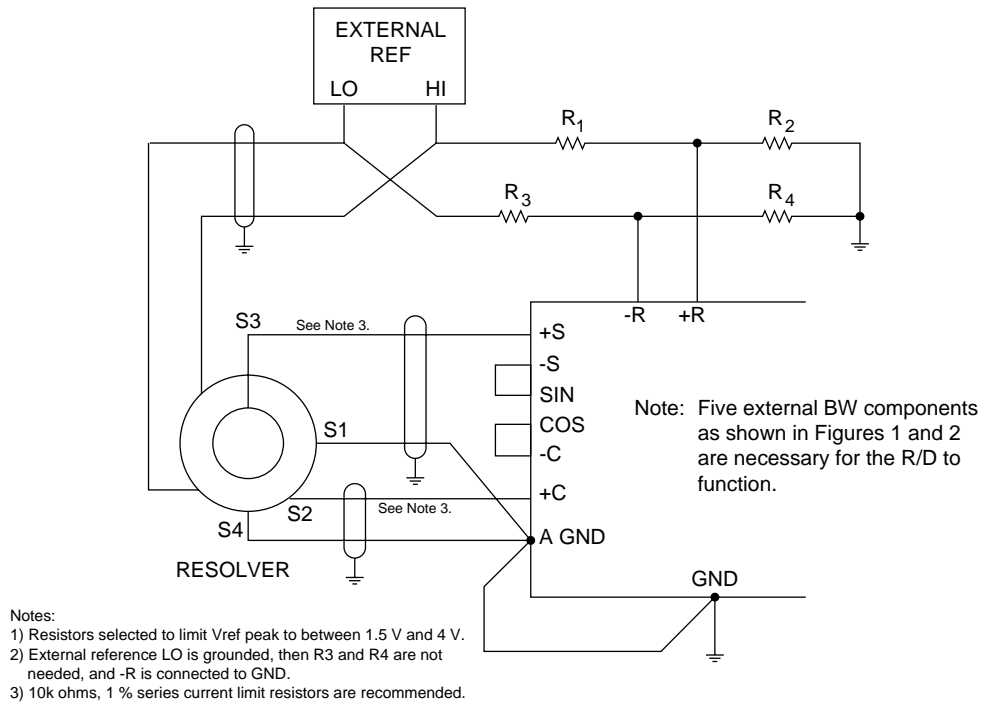 EXTERNAL
REF
LO HI
R1 R2
R3 R4
-R +R
S3 See Note 3. +S
-S
SIN
COS
-C
S1
+C
S2 See Note 3.
S4
A GND
RESOLVER
GND
Note: Five external BW components
as shown in Figures 1 and 2
are necessary for the R/D to
function.
Notes:
1) Resistors selected to limit Vref peak to between 1.5 V and 4 V.
2) External reference LO is grounded, then R3 and R4 are not
needed, and -R is connected to GND.
3) 10k ohms, 1 % series current limit resistors are recommended.